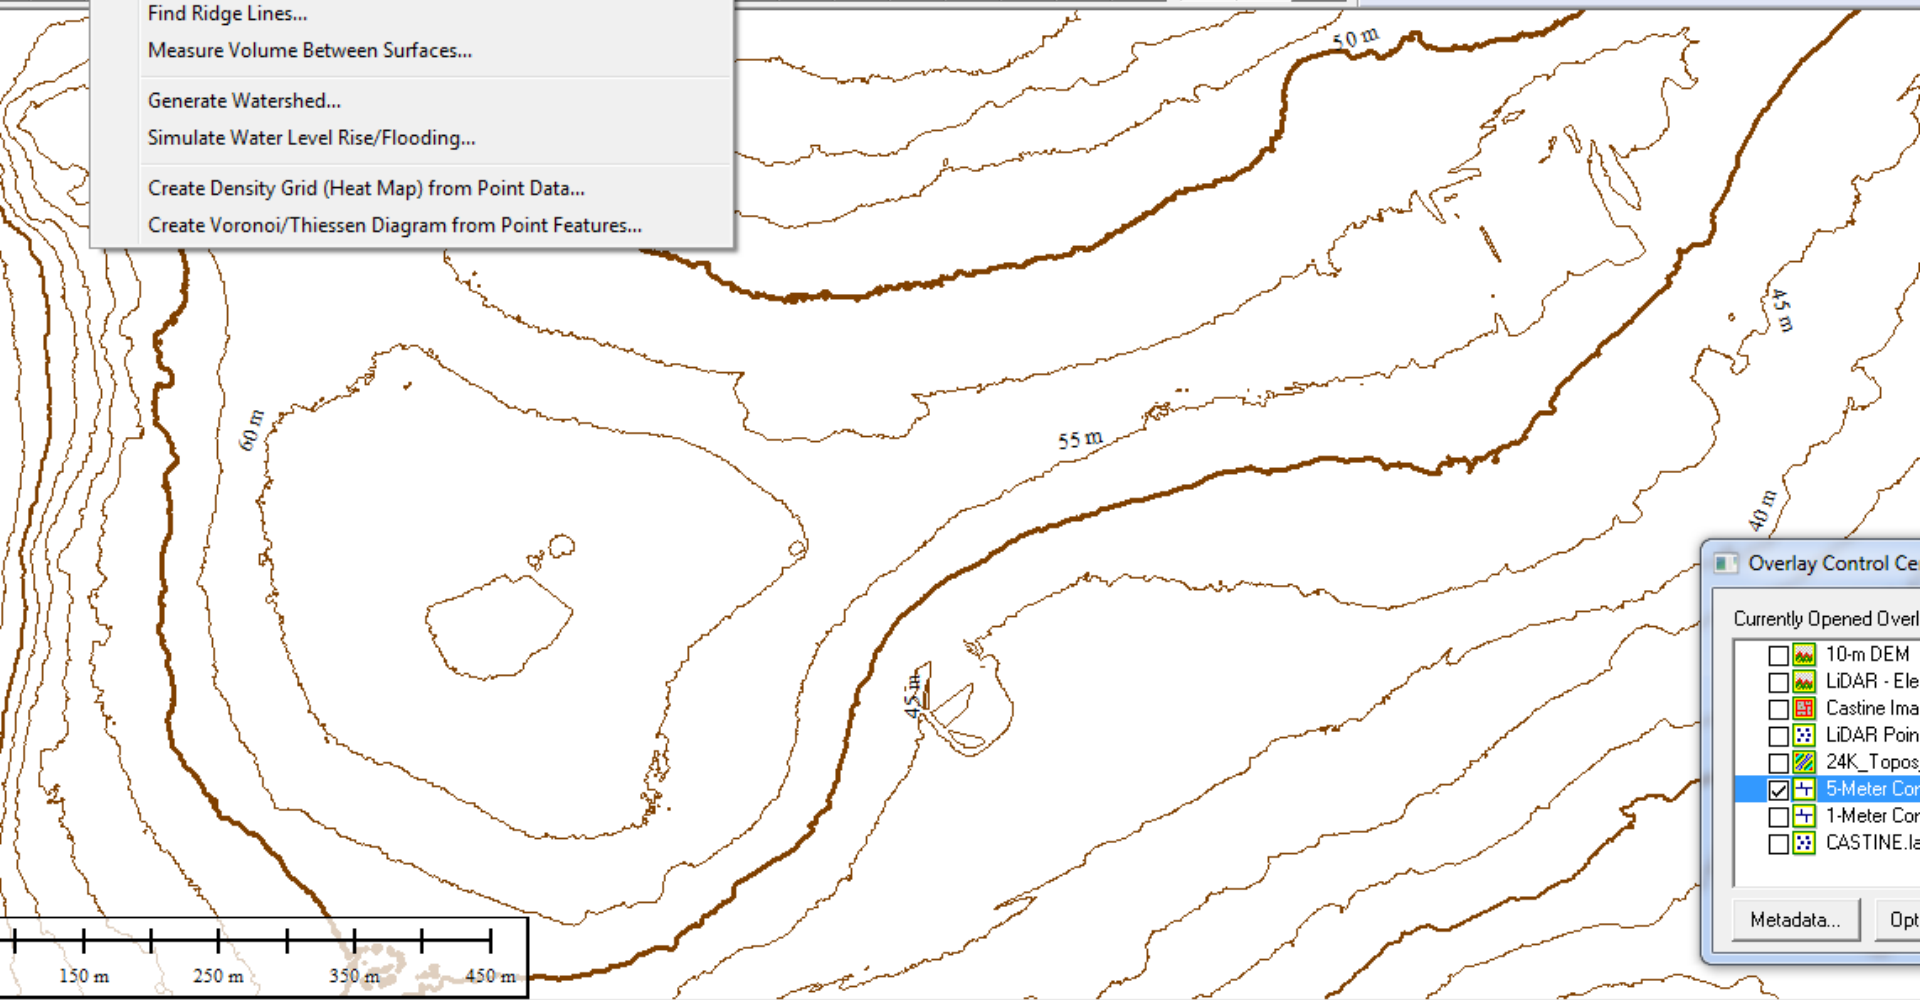 Find Ridge Lines...
Measure Volume Between Surfaces...
Generate Watershed...
Simulate Water Level Rise/Flooding...
Create Density Grid (Heat Map) from Point Data...
Create Voronoi/Thiessen Diagram from Point Features...
50 m
45 m
60 m
55 m
40 m
45 m
Overlay Control Ce
Currently Opened Overl
10-m DEM
LiDAR - Ele
Castine Ima
LiDAR Poin
24K_Topos_
5-Meter Cor
1-Meter Cor
CASTINE.la
Metadata...
Opt
150 m
250 m
350 m
450 m